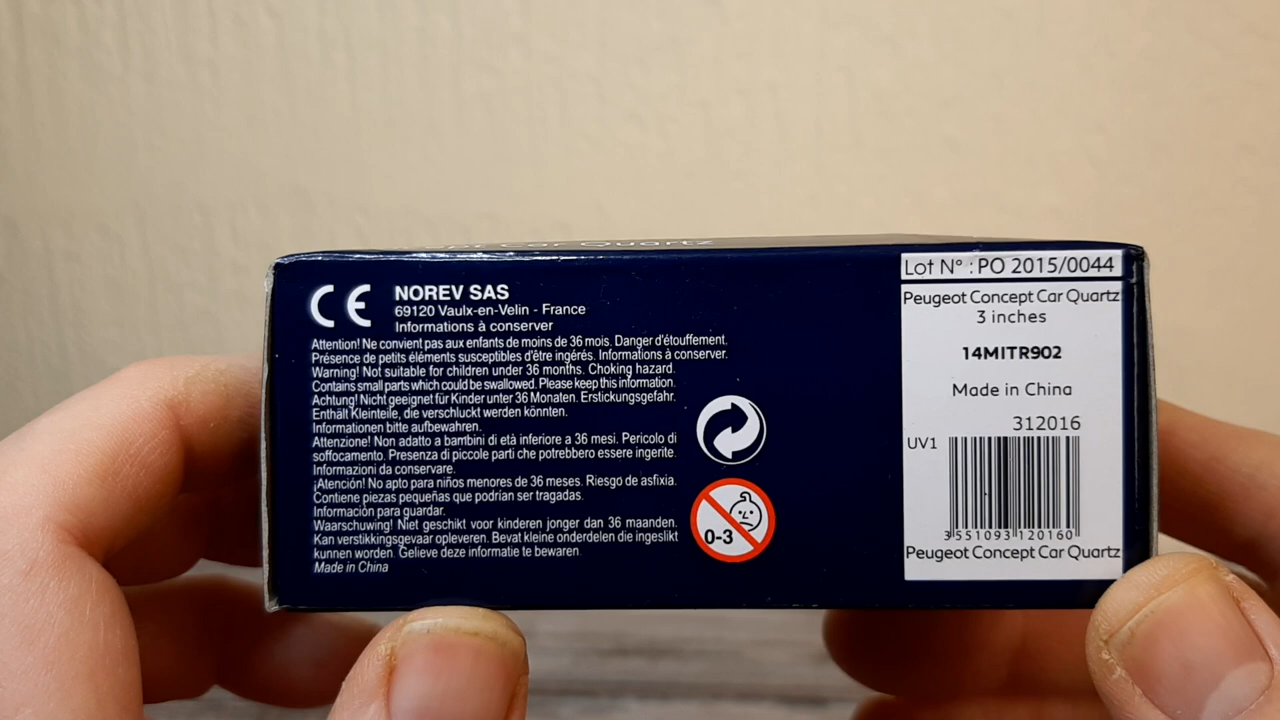 Car Quartz
CE
NOREV SAS
69120 Vaulx-en-Velin - France
Informations à conserver
Attention! Ne convient pas aux enfants de moins de 36 mois. Danger d'étouffement.
Présence de petits éléments susceptibles d'être ingérés. Informations à conserver.
Warning! Not suitable for children under 36 months. Choking hazard.
Contains small parts which could be swallowed. Please keep this information.
Achtung! Nicht geeignet für Kinder unter 36 Monaten. Erstickungsgefahr.
Enthält Kleinteile, die verschluckt werden könnten.
Informationen bitte aufbewahren.
Attenzione! Non adatto a bambini di età inferiore a 36 mesi. Pericolo di
soffocamento. Presenza di piccole parti che potrebbero essere ingerite.
Informazioni da conservare.
¡Atención! No apto para niños menores de 36 meses. Riesgo de asfixia.
Contiene piezas pequeñas que podrían ser tragadas.
Información para guardar.
Waarschuwing! Niet geschikt voor kinderen jonger dan 36 maanden.
Kan verstikkingsgevaar opleveren. Bevat kleine onderdelen die ingeslikt
kunnen worden. Gelieve deze informatie te bewaren.
Made in China
0-3
Lot N° : PO 2015/0044
Peugeot Concept Car Quartz
3 inches
14MITR902
Made in China
312016
UV1
3 551093 120160
Peugeot Concept Car Quartz